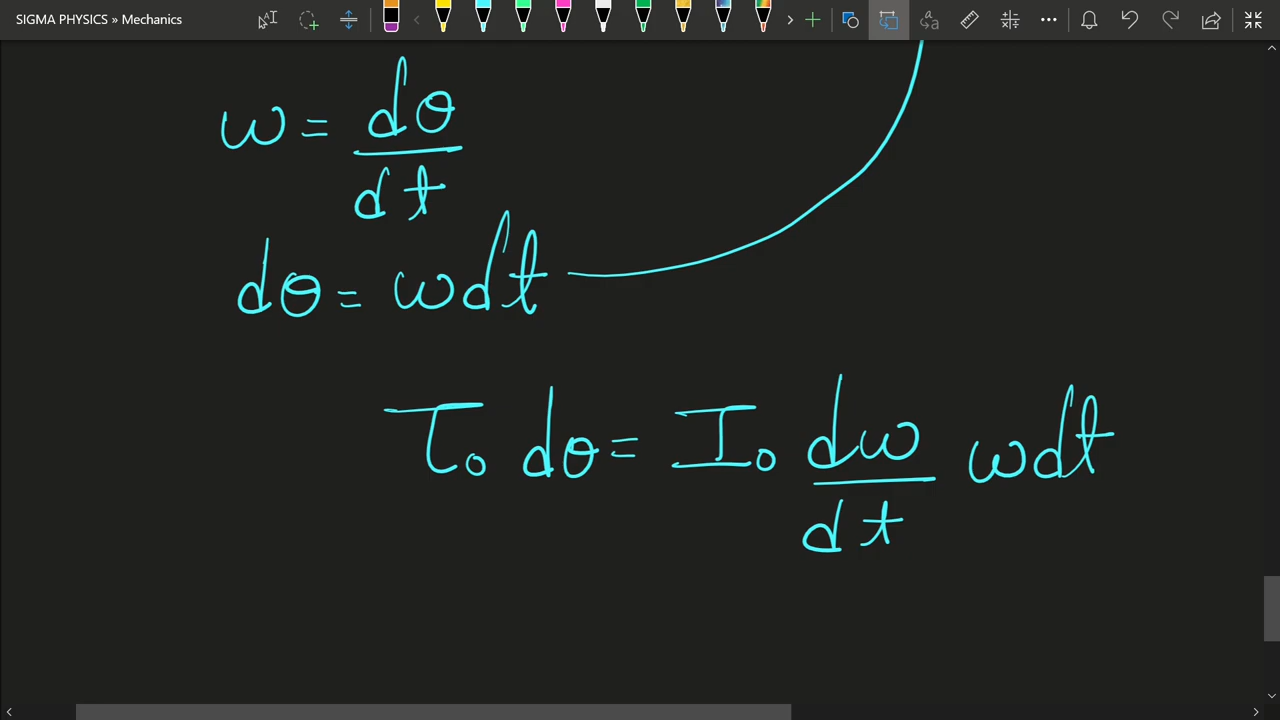 SIGMA PHYSICS » Mechanics
ω = dθ/dt
dθ = ωdt
τ₀ dθ = I₀ dω/dt ωdt